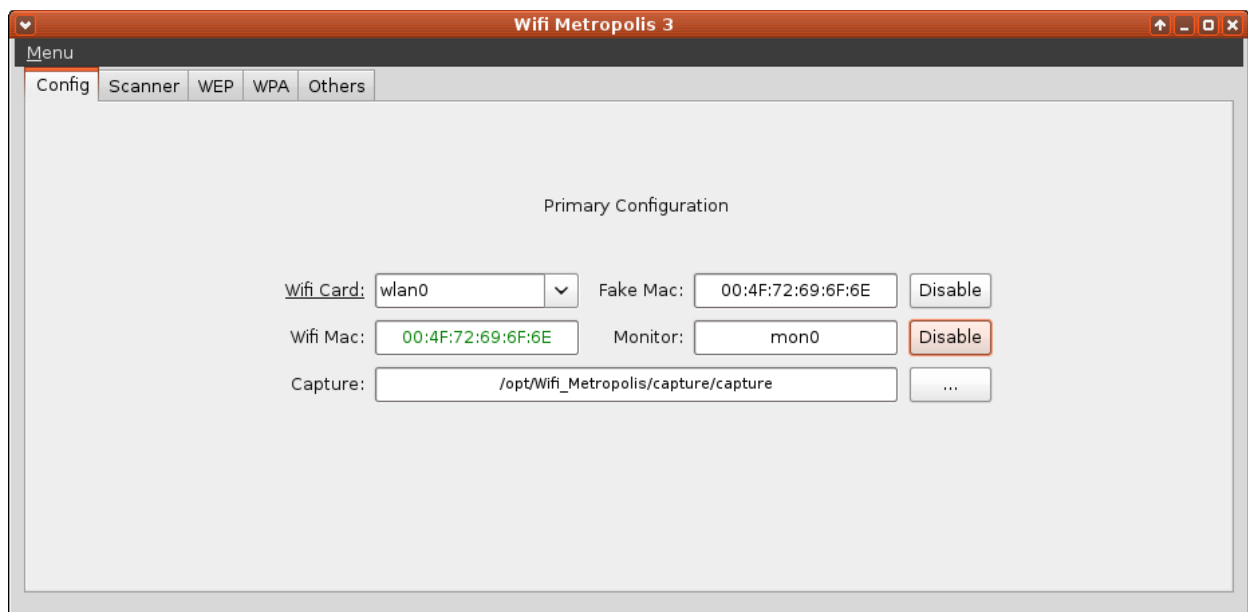 Wifi Metropolis 3
Menu
Config Scanner WEP WPA Others
Primary Configuration
Wifi Card: wlan0 Fake Mac: 00:4F:72:69:6F:6E Disable
Wifi Mac: 00:4F:72:69:6F:6E Monitor: mon0 Disable
Capture: /opt/Wifi_Metropolis/capture/capture ...